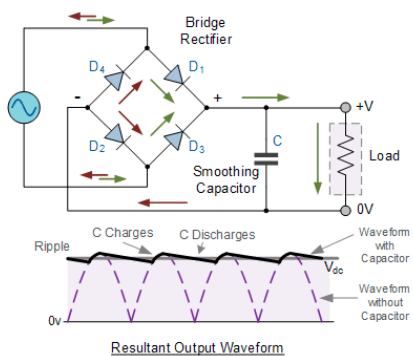 Bridge
Rectifier
D4
D1
-
+
D2
D3
C
Smoothing
Capacitor
+V
Load
0V
Ripple
C Charges
C Discharges
Waveform
with
Capacitor
Vdc
Waveform
without
Capacitor
0v
Resultant Output Waveform